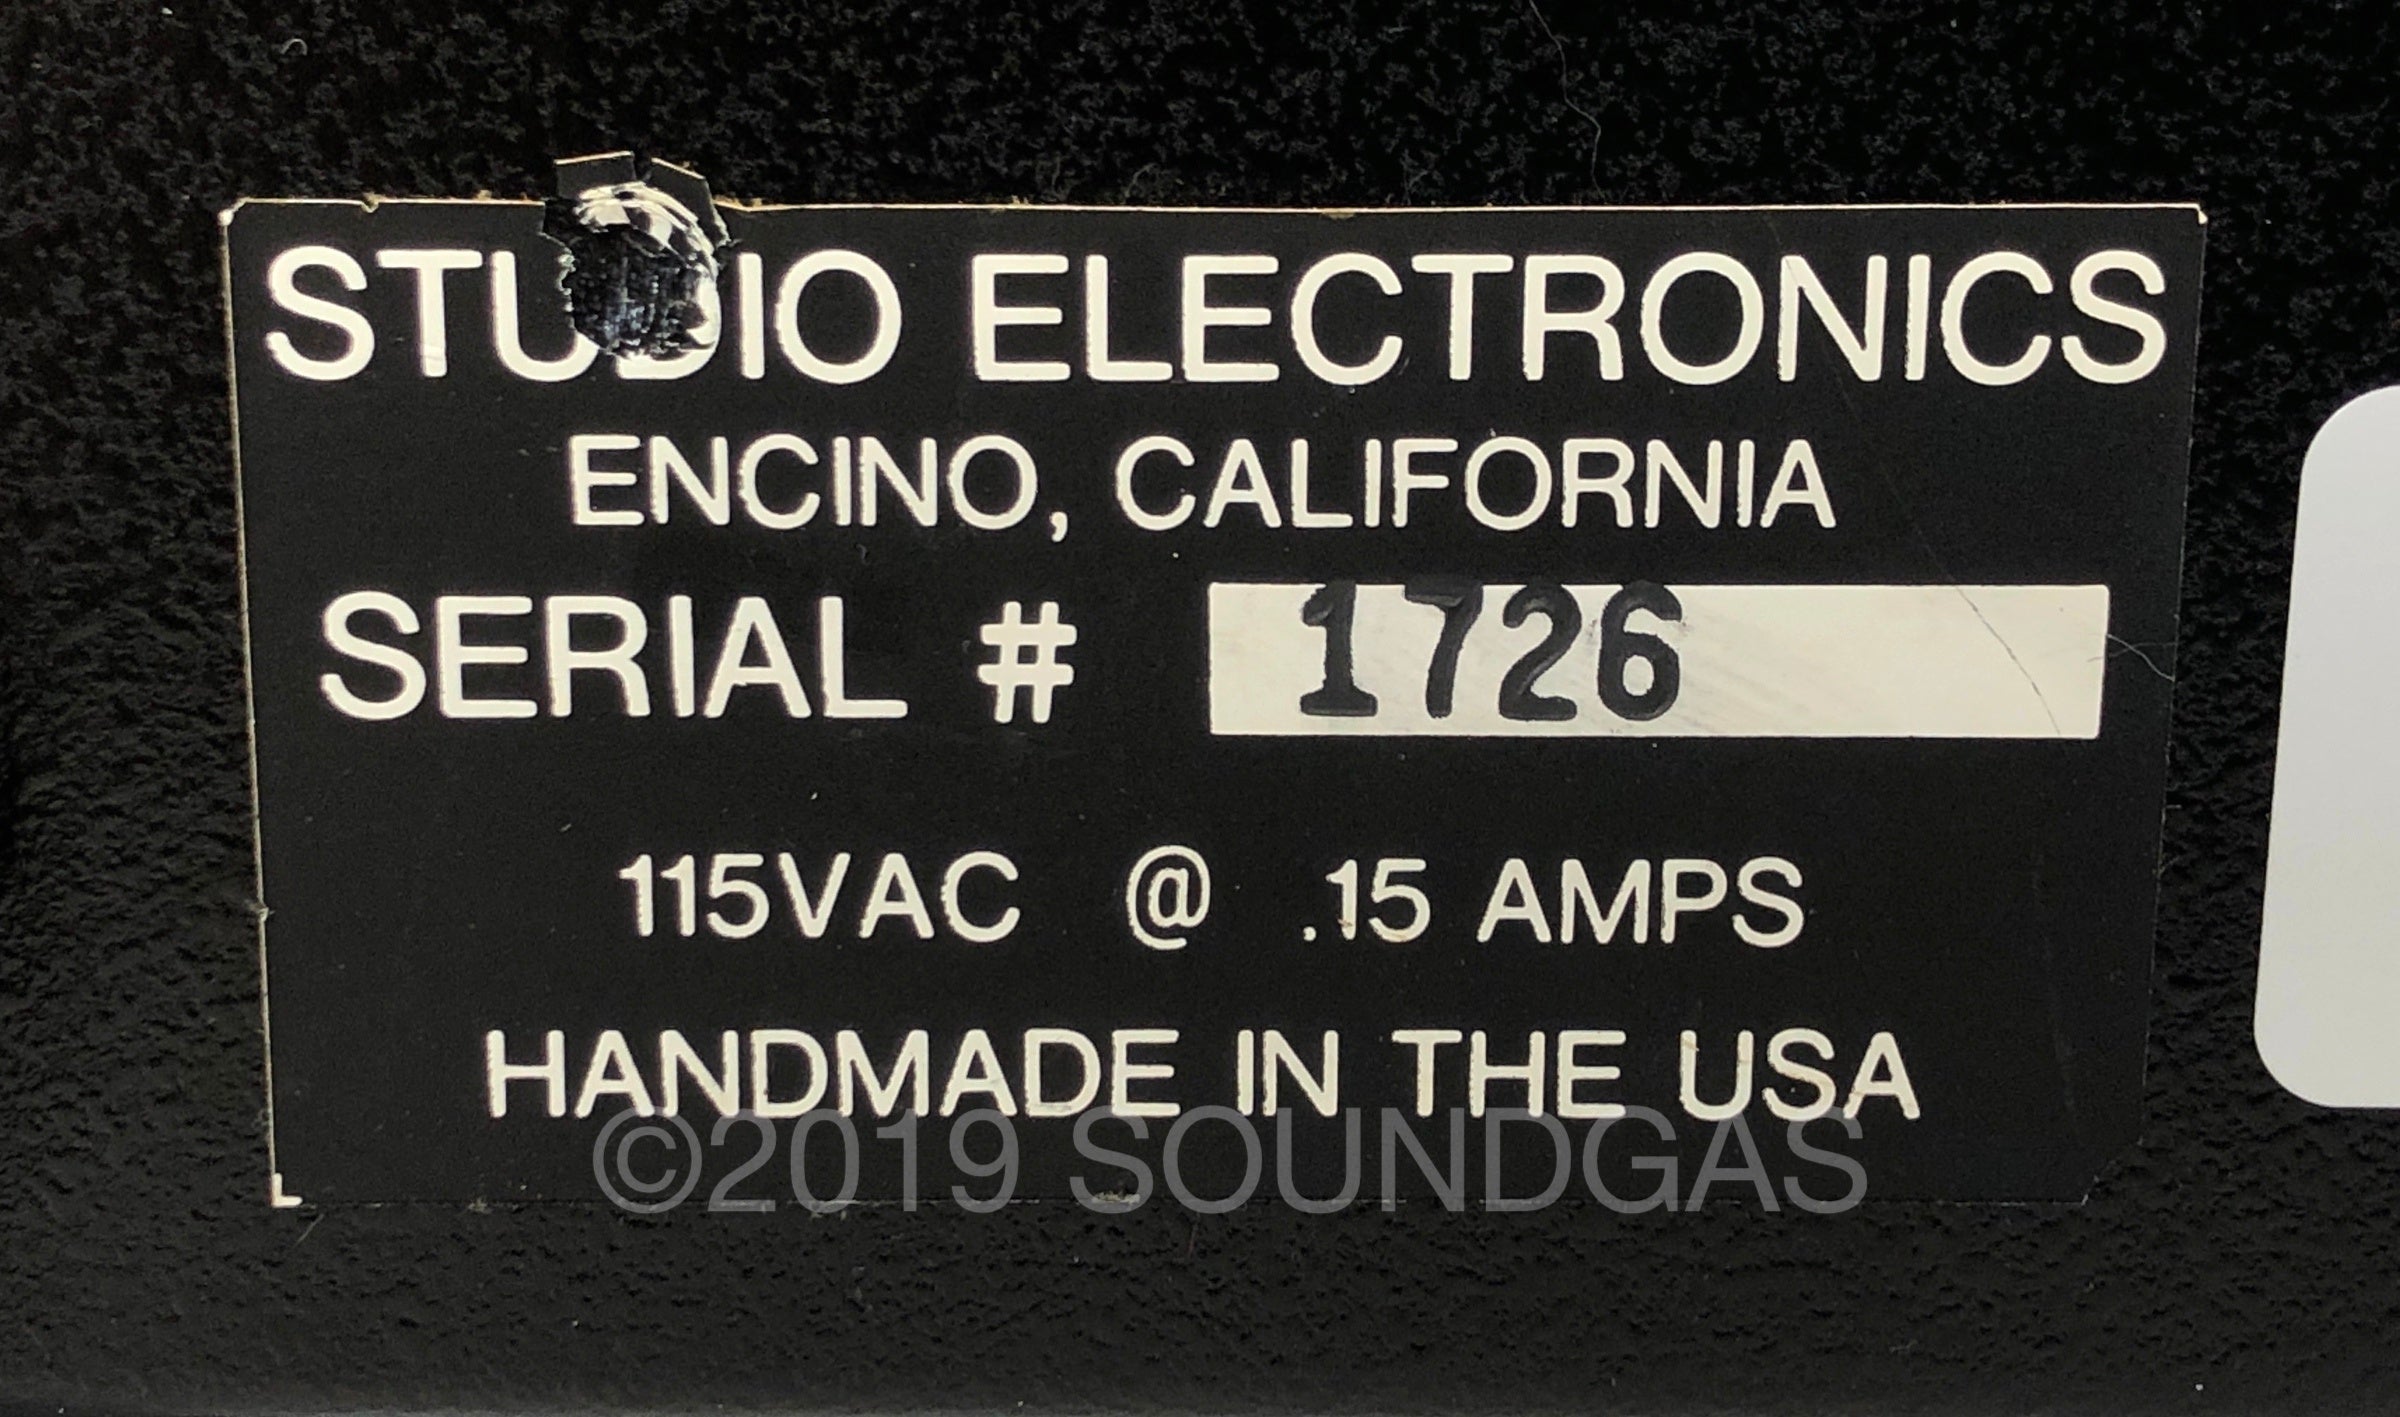 STUDIO ELECTRONICS
ENCINO, CALIFORNIA
SERIAL # 1726
115VAC @ .15 AMPS
HANDMADE IN THE USA
©2019 SOUNDGAS